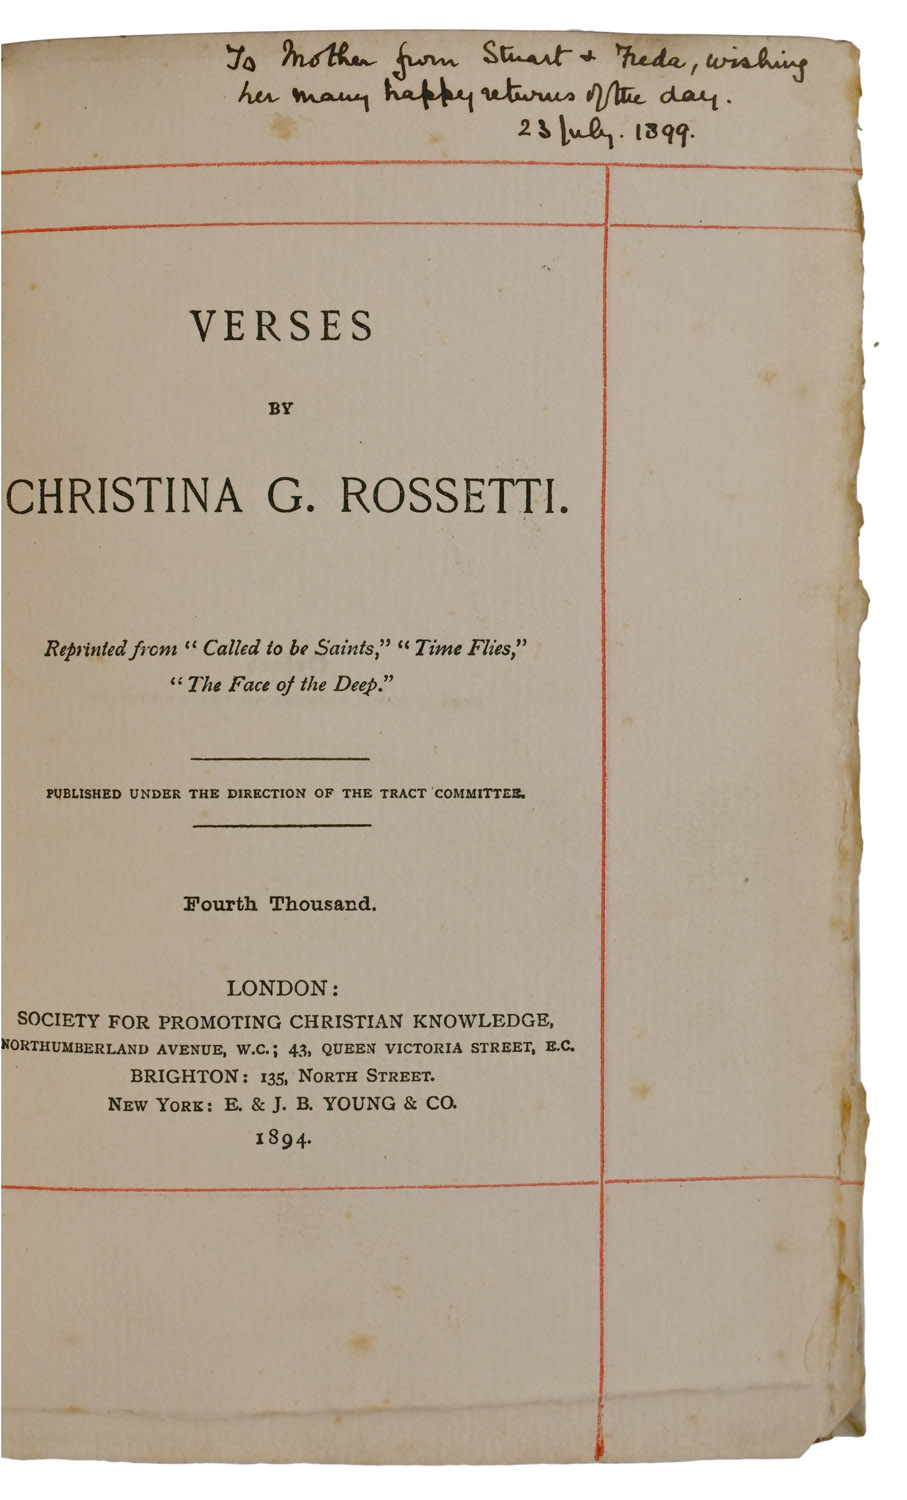 To Mother from Stuart & Freda, wishing
her many happy returns of the day.
23 July. 1899.
VERSES
BY
CHRISTINA G. ROSSETTI.
Reprinted from “Called to be Saints,” “Time Flies,”
“The Face of the Deep.”
PUBLISHED UNDER THE DIRECTION OF THE TRACT COMMITTEE.
Fourth Thousand.
LONDON:
SOCIETY FOR PROMOTING CHRISTIAN KNOWLEDGE,
NORTHUMBERLAND AVENUE, W.C.; 43, QUEEN VICTORIA STREET, E.C.
BRIGHTON: 135, NORTH STREET.
NEW YORK: E. & J. B. YOUNG & CO.
1894.